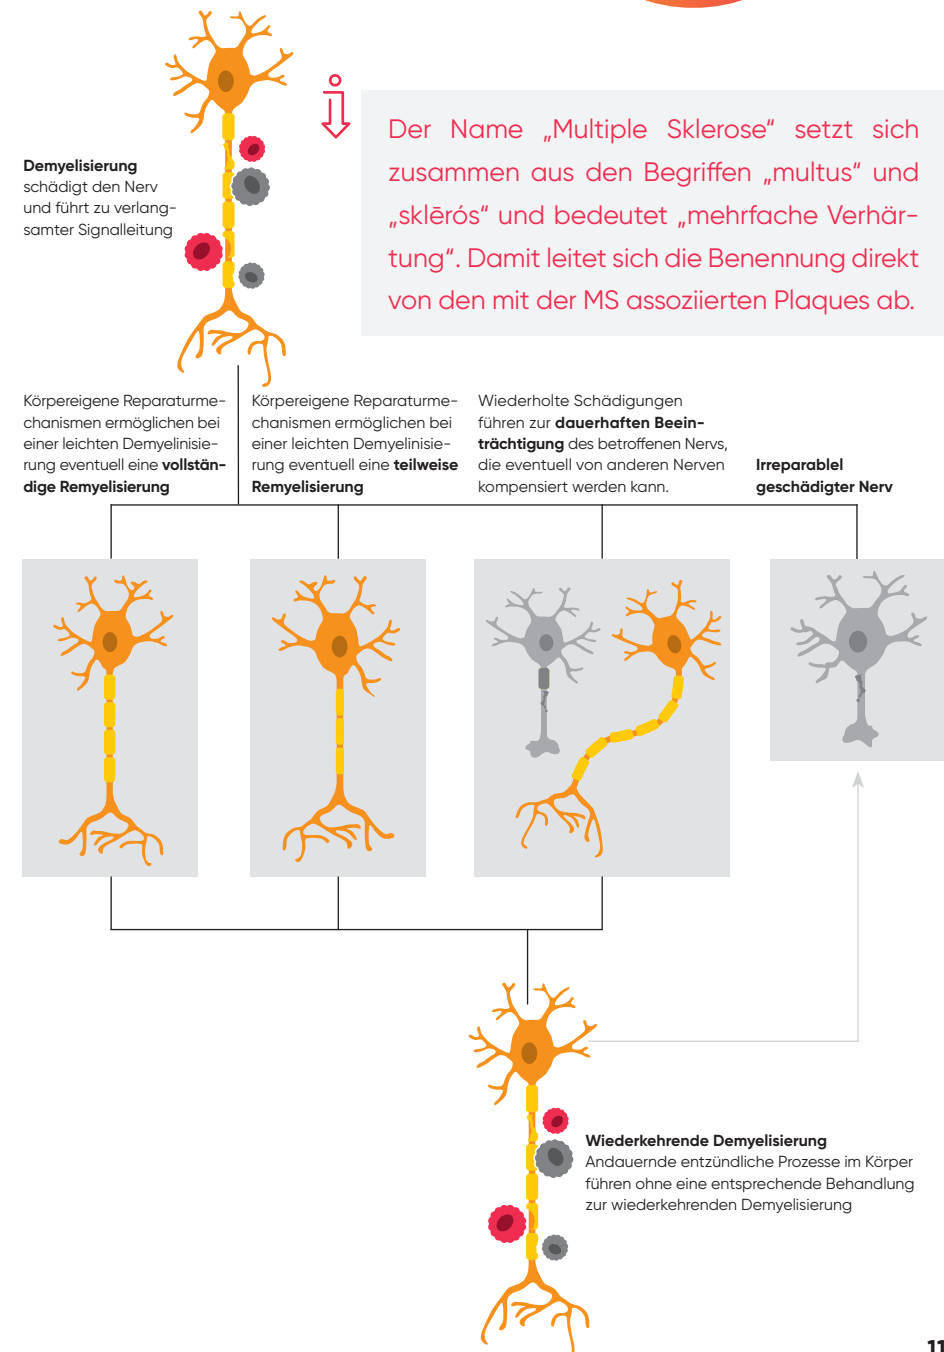 Der Name „Multiple Sklerose“ setzt sich
zusammen aus den Begriffen „multus“ und
„sklērós“ und bedeutet „mehrfache Verhär-
tung“. Damit leitet sich die Benennung direkt
von den mit der MS assoziierten Plaques ab.
Demyelisierung
schädigt den Nerv
und führt zu verlang-
samter Signalleitung
Körpereigene Reparaturme-
chanismen ermöglichen bei
einer leichten Demyelinisie-
rung eventuell eine vollstän-
dige Remyelisierung
Körpereigene Reparaturme-
chanismen ermöglichen bei
einer leichten Demyelinisie-
rung eventuell eine teilweise
Remyelisierung
Wiederholte Schädigungen
führen zur dauerhaften Beein-
trächtigung des betroffenen Nervs,
die eventuell von anderen Nerven
kompensiert werden kann.
Irreparablel
geschädigter Nerv
Wiederkehrende Demyelisierung
Andauernde entzündliche Prozesse im Körper
führen ohne eine entsprechende Behandlung
zur wiederkehrenden Demyelisierung
11